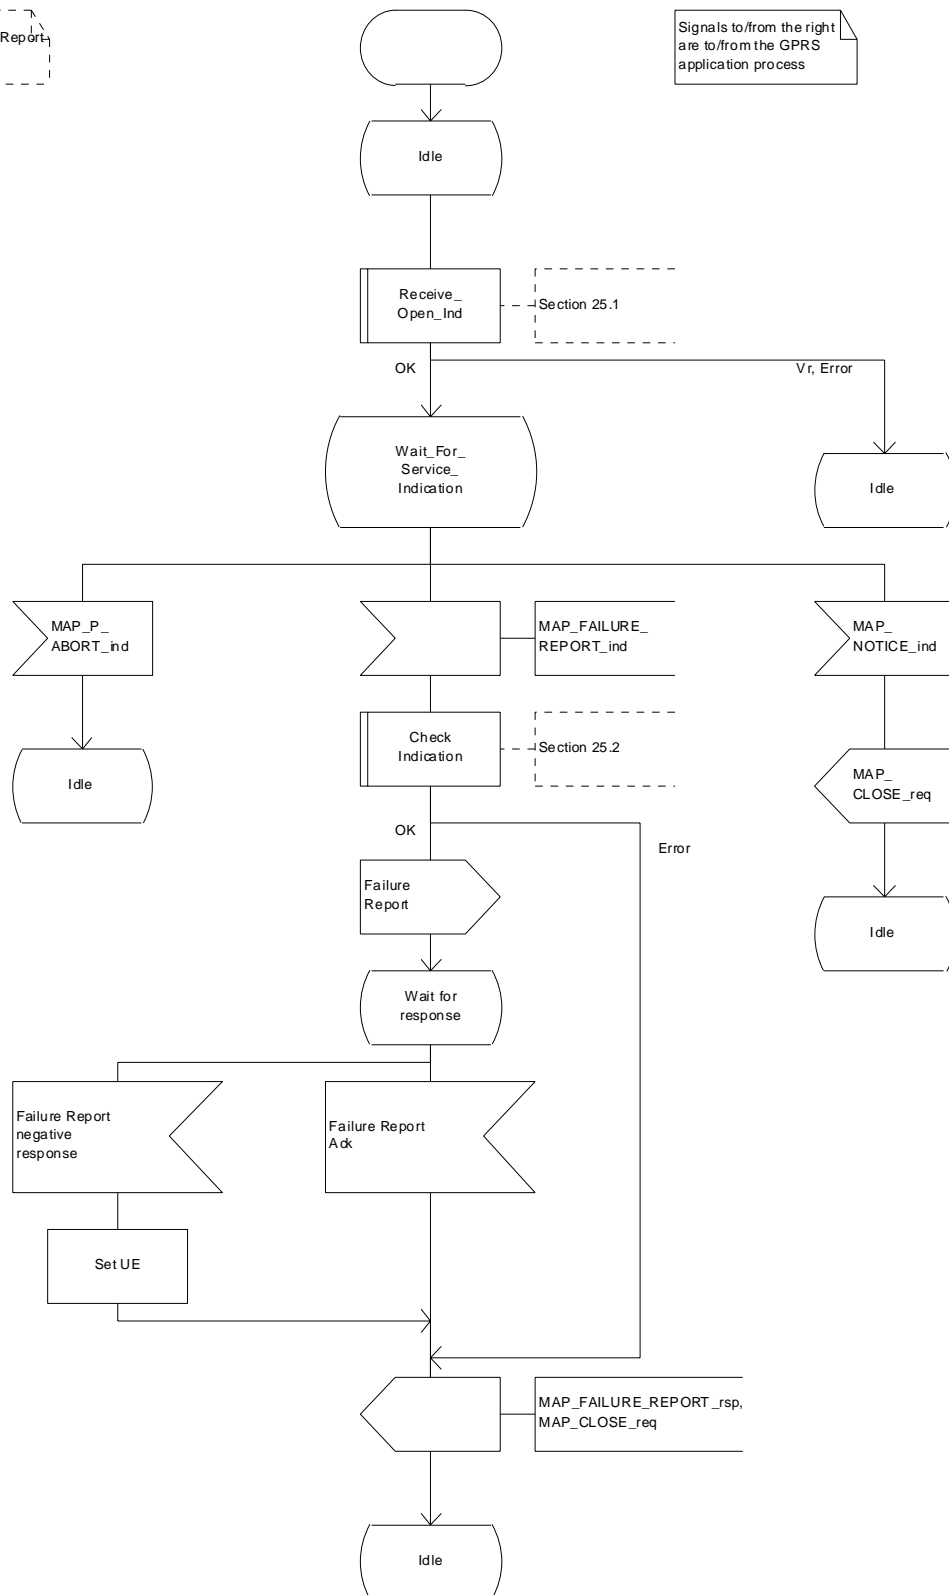 Report
Signals to/from the right
are to/from the GPRS
application process
Idle
Receive_
Open_Ind
Section 25.1
OK
Vr, Error
Wait_For_
Service_
Indication
Idle
MAP_P_
ABORT_ind
MAP_FAILURE_
REPORT_ind
MAP_
NOTICE_ind
Check
Indication
Section 25.2
Idle
MAP_
CLOSE_req
OK
Error
Failure
Report
Idle
Wait for
response
Failure Report
negative
response
Failure Report
Ack
Set UE
MAP_FAILURE_REPORT_rsp,
MAP_CLOSE_req
Idle